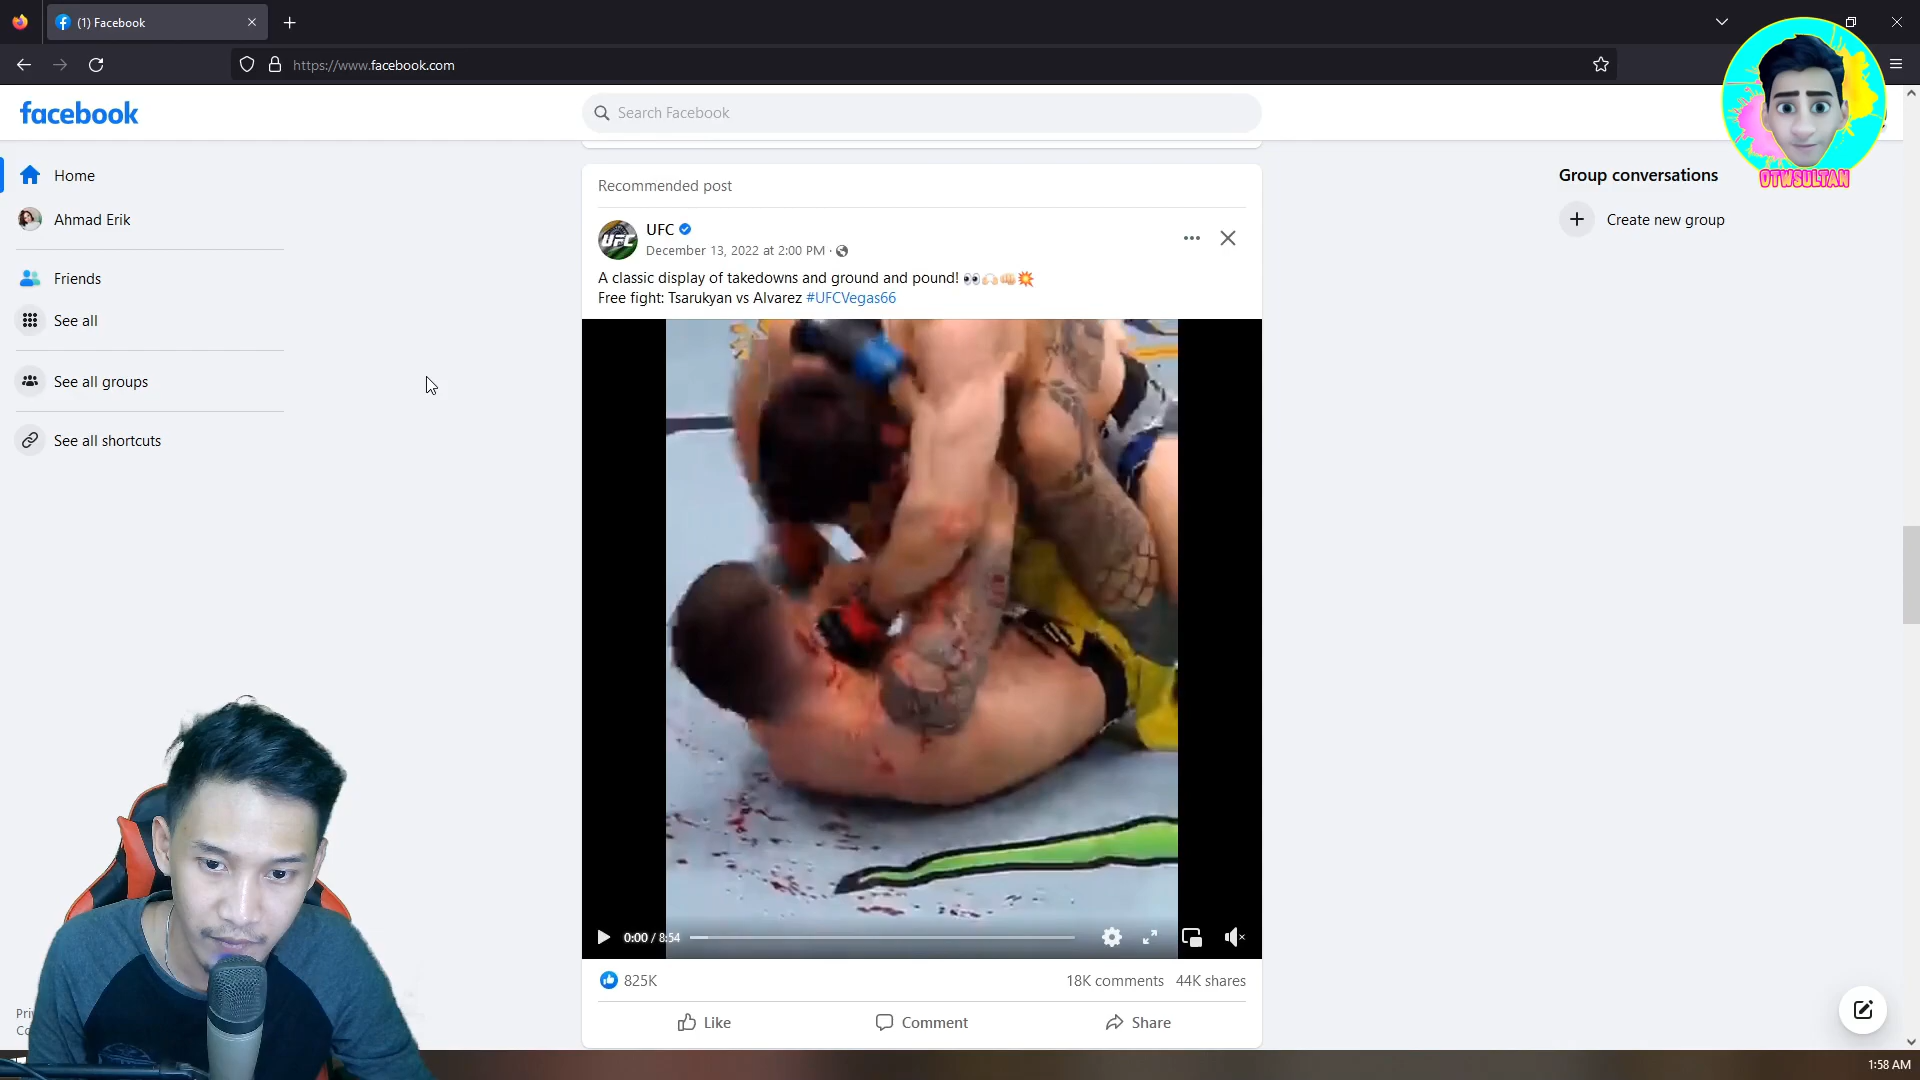 (1) Facebook
https://www.facebook.com
facebook
Search Facebook
OTWSULTAN
Home
Ahmad Erik
Friends
See all
See all groups
See all shortcuts
Recommended post
UFC
UFC
December 13, 2022 at 2:00 PM ·
A classic display of takedowns and ground and pound! 👀🙌🏻👊🏻💥
Free fight: Tsarukyan vs Alvarez #UFCVegas66
0:00 / 8:54
825K
18K comments 44K shares
Like
Comment
Share
Group conversations
Create new group
1:58 AM